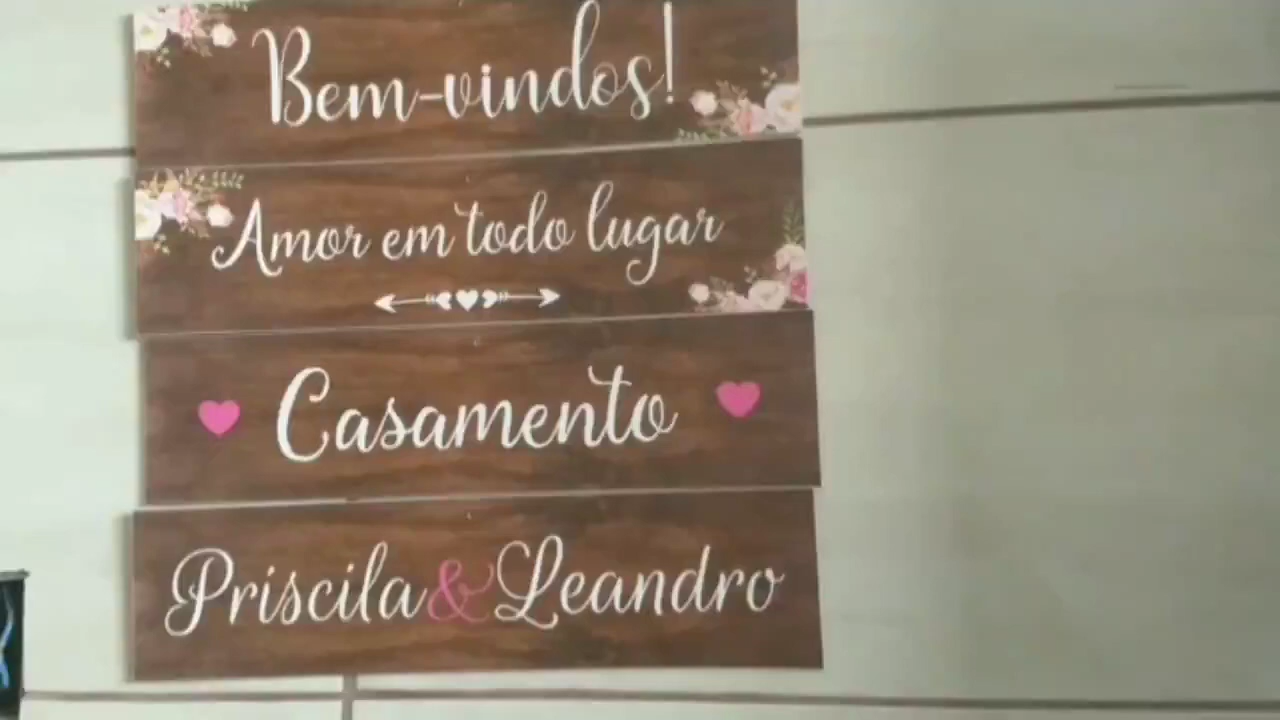 Bem-vindos!
Amor em todo lugar
Casamento
Priscila & Leandro